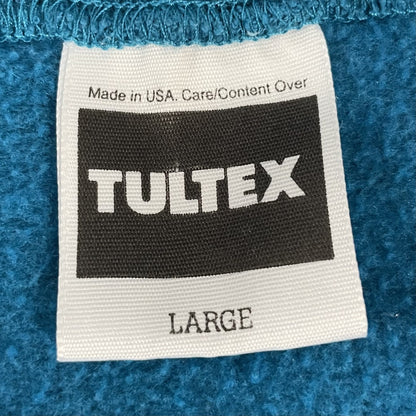 Made in USA. Care/Content Over
TULTEX
LARGE